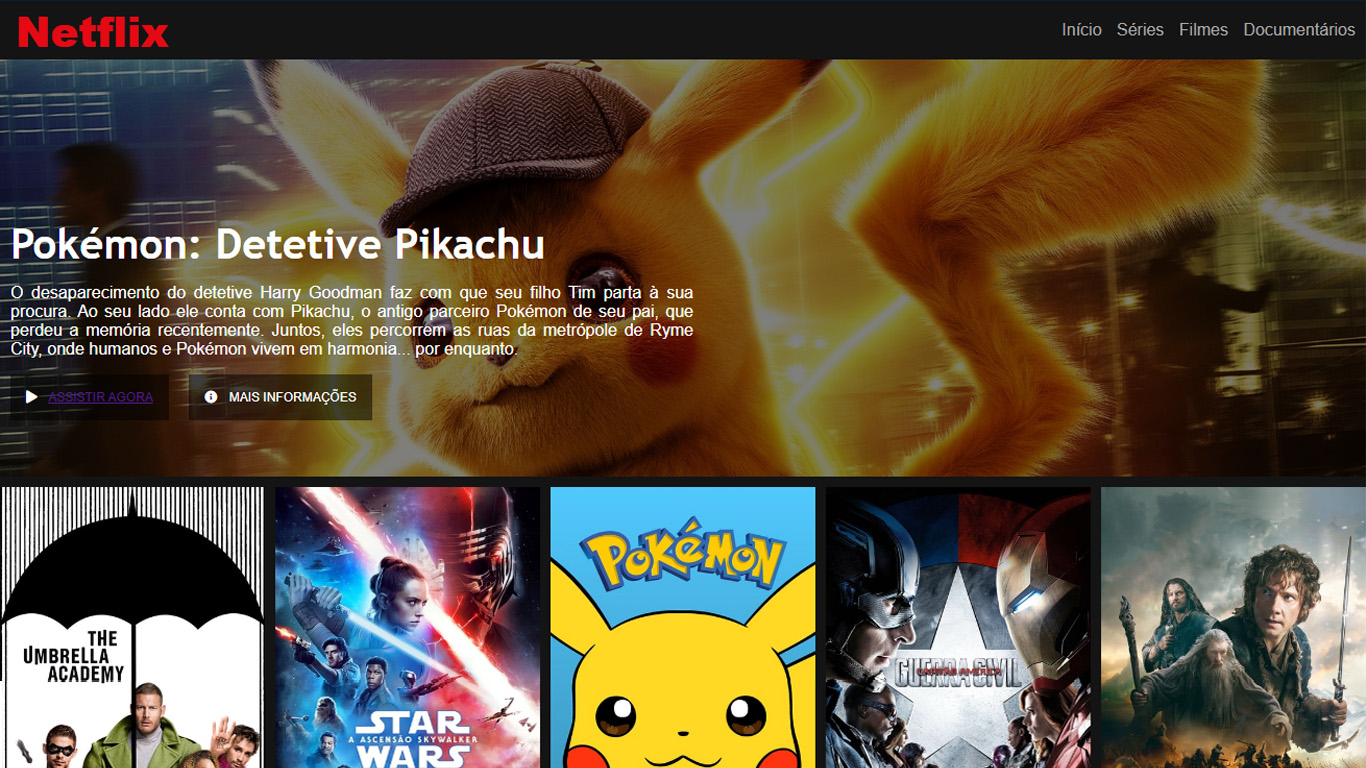 Netflix
Início Séries Filmes Documentários
Pokémon: Detetive Pikachu
O desaparecimento do detetive Harry Goodman faz com que seu filho Tim parta à sua
procura. Ao seu lado ele conta com Pikachu, o antigo parceiro Pokémon de seu pai, que
perdeu a memória recentemente. Juntos, eles percorrem as ruas da metrópole de Ryme
City, onde humanos e Pokémon vivem em harmonia... por enquanto.
ASSISTIR AGORA MAIS INFORMAÇÕES
THE
UMBRELLA
ACADEMY
STAR
A ASCENSÃO SKYWALKER
WARS
POKÉMON
CAPITÃO AMÉRICA
GUERRA CIVIL